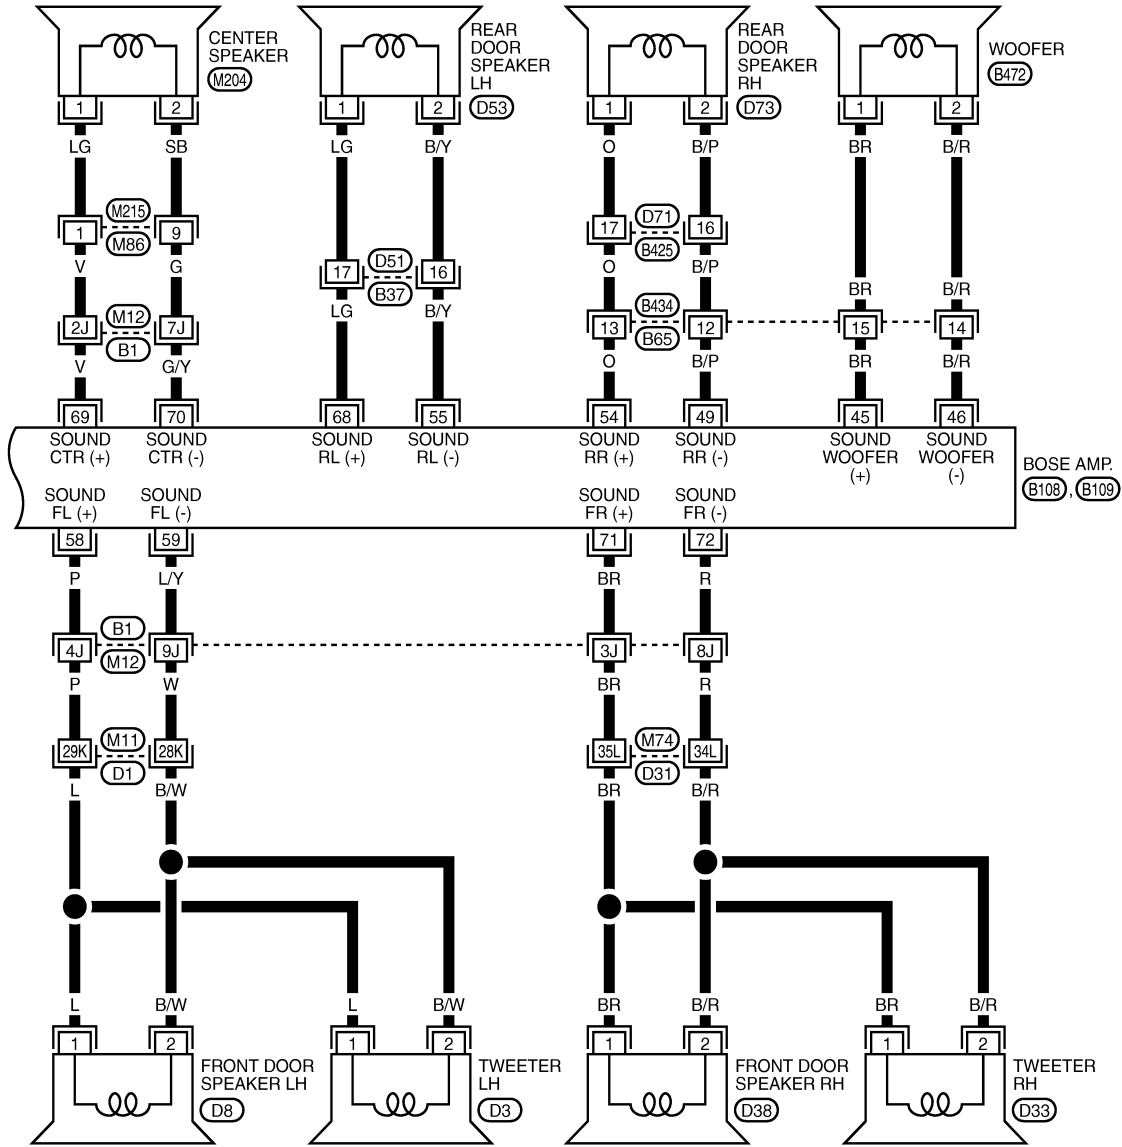 CENTER
SPEAKER
M204
REAR
DOOR
SPEAKER
LH
D53
REAR
DOOR
SPEAKER
RH
D73
WOOFER
B472
1 2 1 2 1 2 1 2
LG SB LG B/Y O B/P BR B/R
M215
1 9
M86
D71
17 16
B425
V G
O B/P
D51
17 16
B37
BR B/R
LG B/Y
M12
2J 7J
B1
B434
13 12 15 14
B65
V G/Y O B/P BR B/R
69 70 68 55 54 49 45 46
SOUND SOUND SOUND SOUND SOUND SOUND SOUND SOUND
CTR (+) CTR (-) RL (+) RL (-) RR (+) RR (-) WOOFER WOOFER
(+) (-)
BOSE AMP.
B108 , B109
SOUND SOUND SOUND SOUND
FL (+) FL (-) FR (+) FR (-)
58 59 71 72
P L/Y BR R
B1
4J 9J 3J 8J
M12
P W BR R
M11 M74
29K 28K 35L 34L
D1 D31
L B/W BR B/R
L B/W L B/W BR B/R BR B/R
1 2 1 2 1 2 1 2
FRONT DOOR
SPEAKER LH
D8
TWEETER
LH
D3
FRONT DOOR
SPEAKER RH
D38
TWEETER
RH
D33